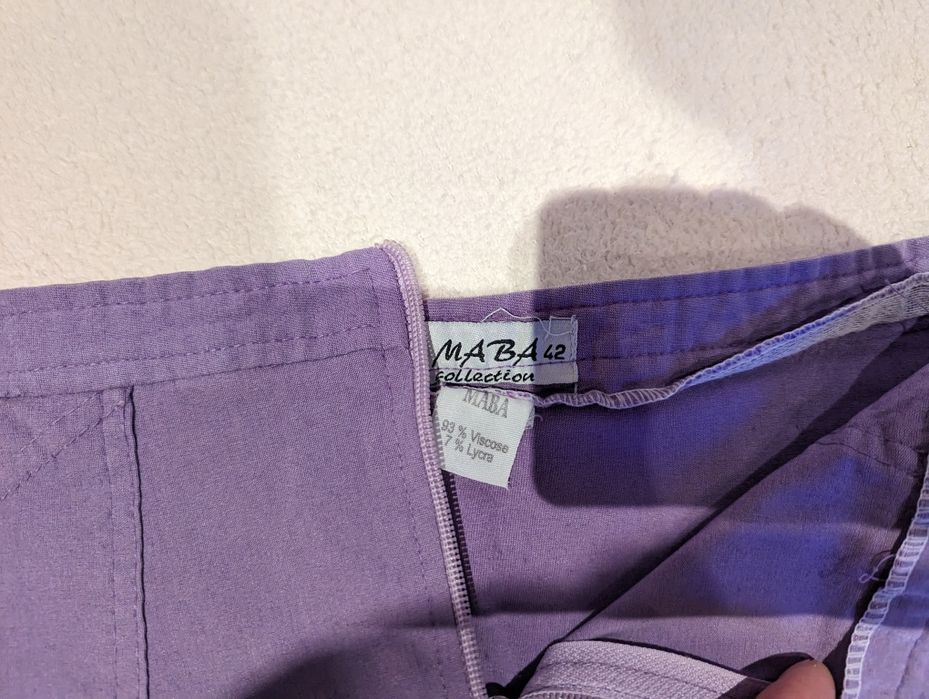 MABA 42
collection
MABA
93 % Viscose
7 % Lycra